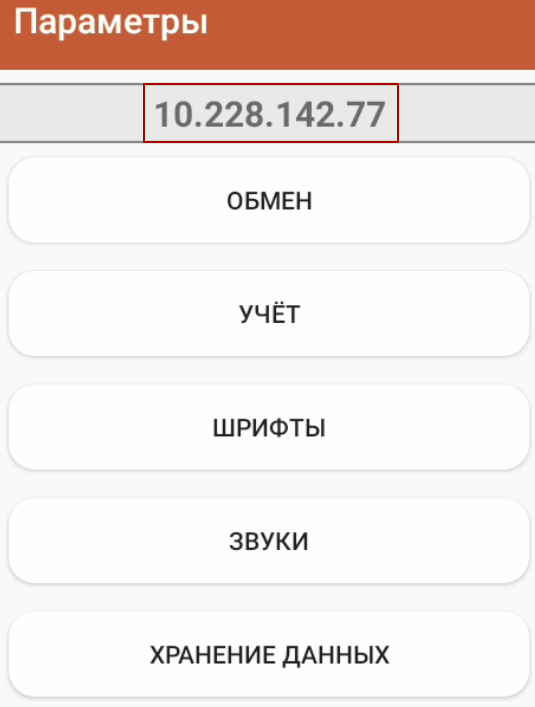 Параметры
10.228.142.77
ОБМЕН
УЧЁТ
ШРИФТЫ
ЗВУКИ
ХРАНЕНИЕ ДАННЫХ